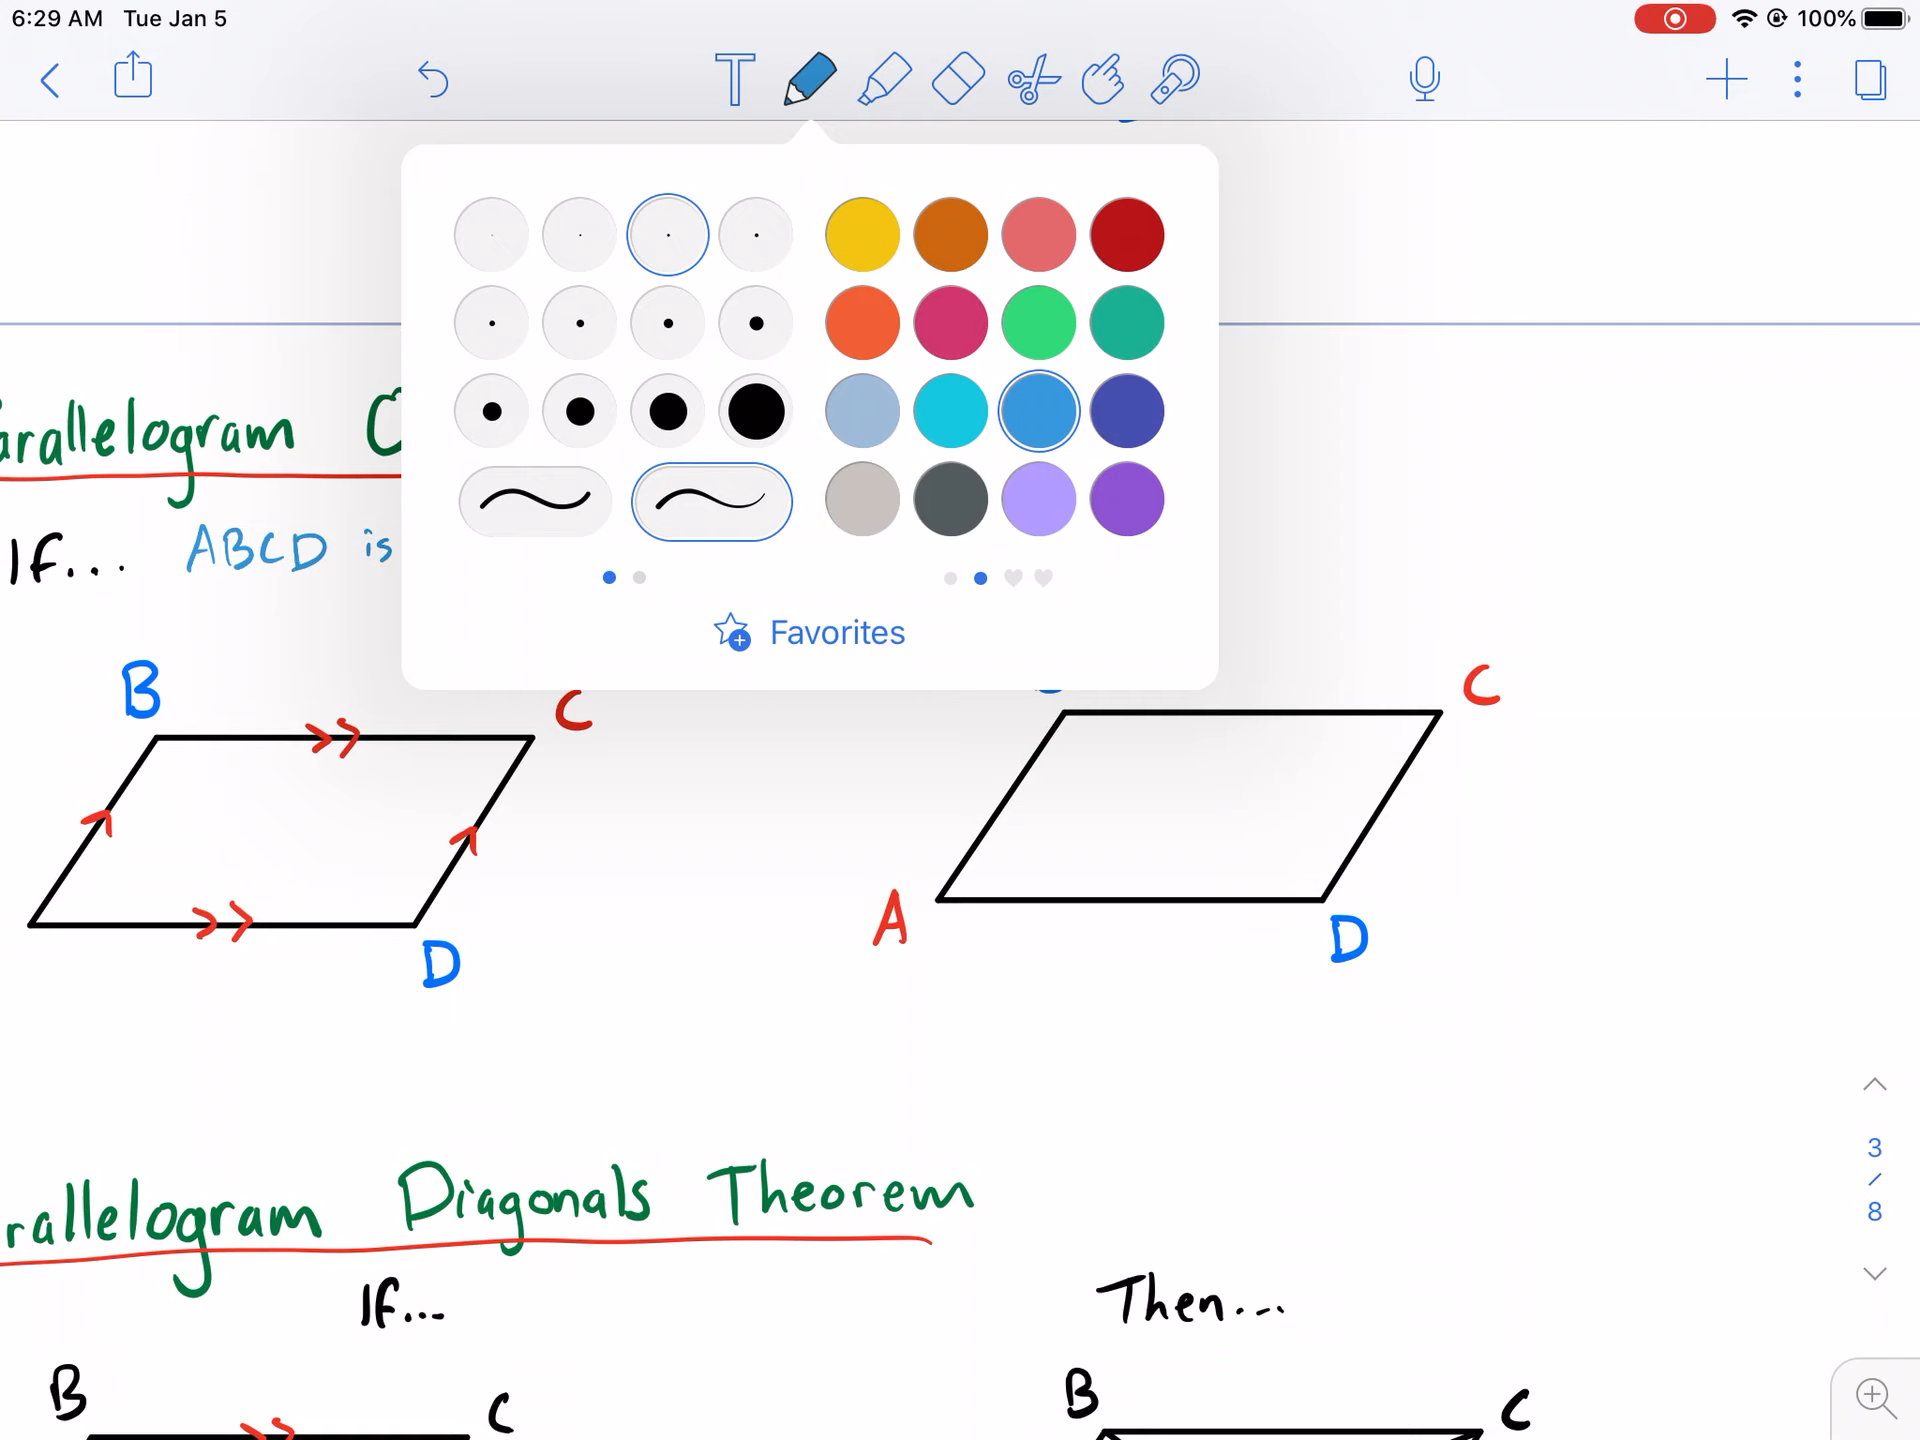 6:29 AM Tue Jan 5
100%
T
arallelogram
If... ABCD is
Favorites
B
C
C
D
A
D
3
/
8
rallelogram Diagonals Theorem
If...
Then...
B
C
B
C